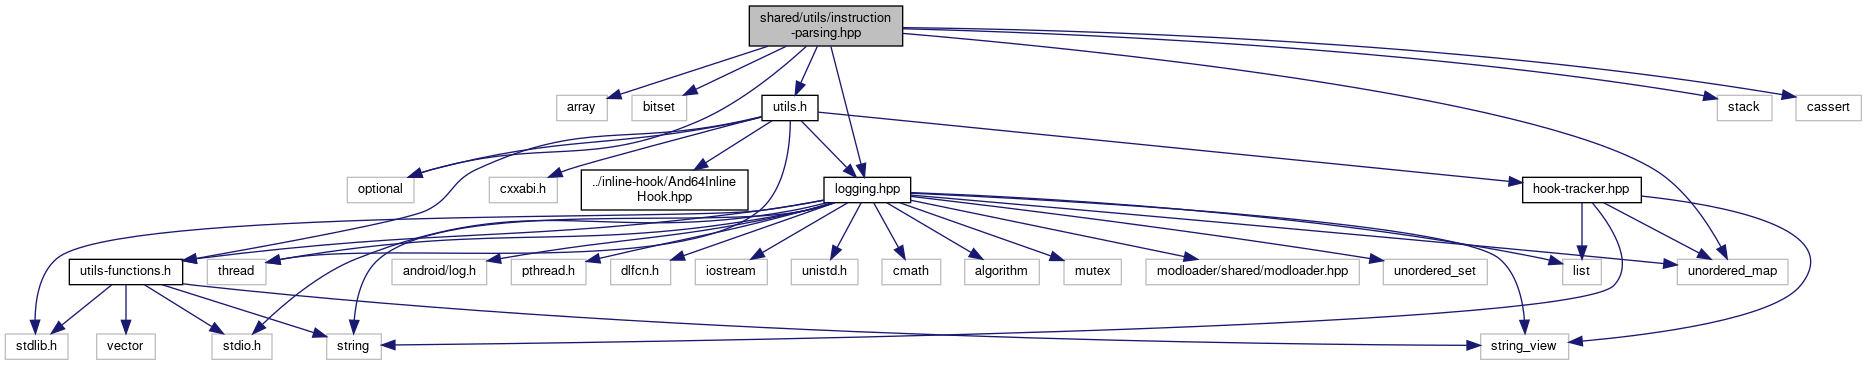 shared/utils/instruction
-parsing.hpp
array
bitset
utils.h
stack
cassert
optional
cxxabi.h
../inline-hook/And64Inline
Hook.hpp
logging.hpp
hook-tracker.hpp
utils-functions.h
thread
android/log.h
pthread.h
dlfcn.h
iostream
unistd.h
cmath
algorithm
mutex
modloader/shared/modloader.hpp
unordered_set
list
unordered_map
stdlib.h
vector
stdio.h
string
string_view